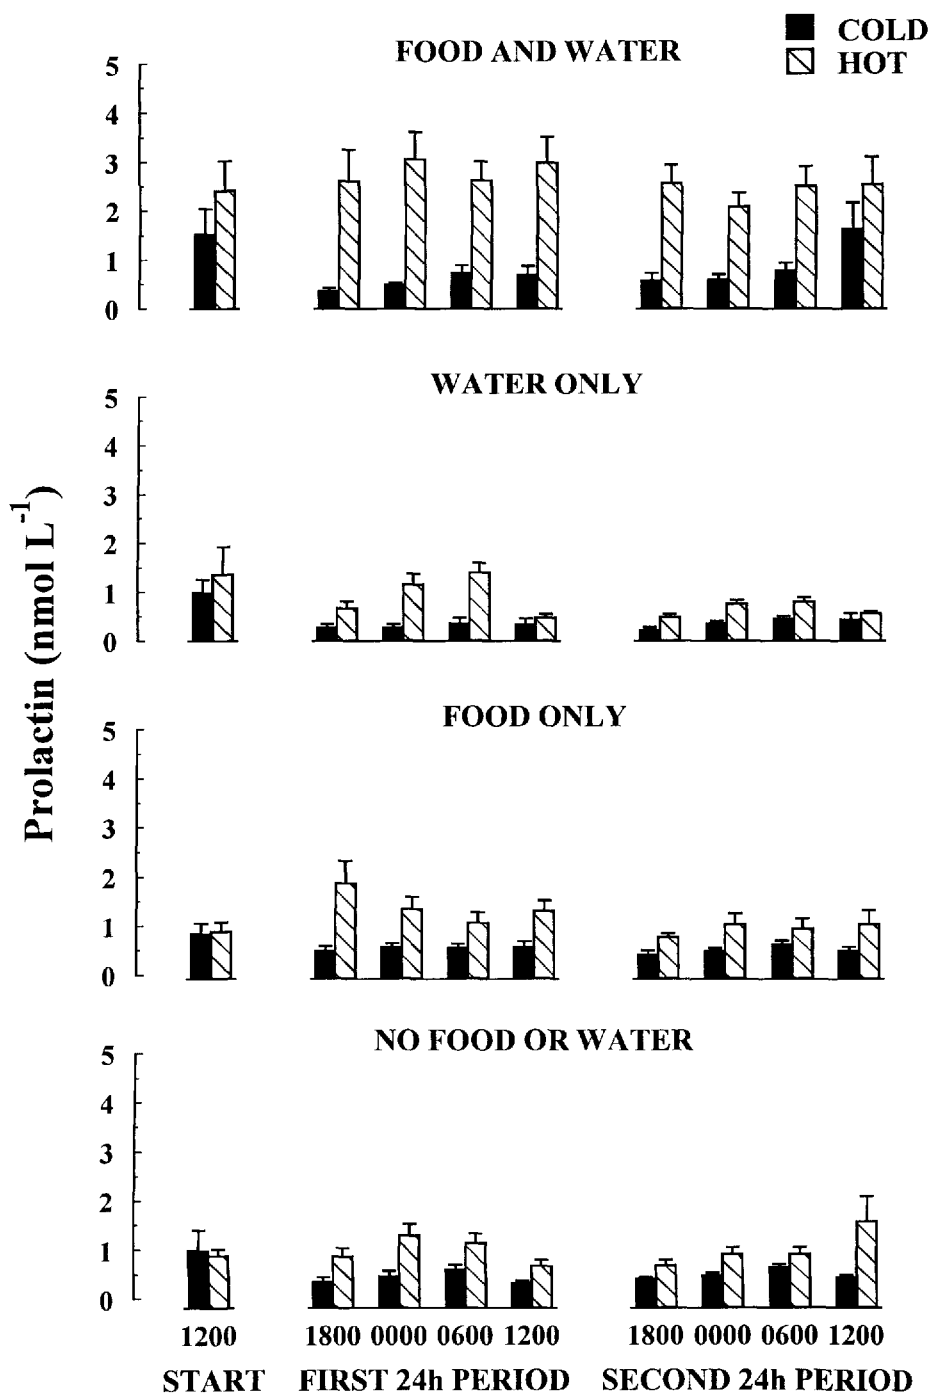 COLD
HOT
FOOD AND WATER
5
4
3
2
1
0
WATER ONLY
5
4
3
2
1
0
Prolactin (nmol L⁻¹)
FOOD ONLY
5
4
3
2
1
0
NO FOOD OR WATER
5
4
3
2
1
0
1200 1800 0000 0600 1200 1800 0000 0600 1200
START FIRST 24h PERIOD SECOND 24h PERIOD